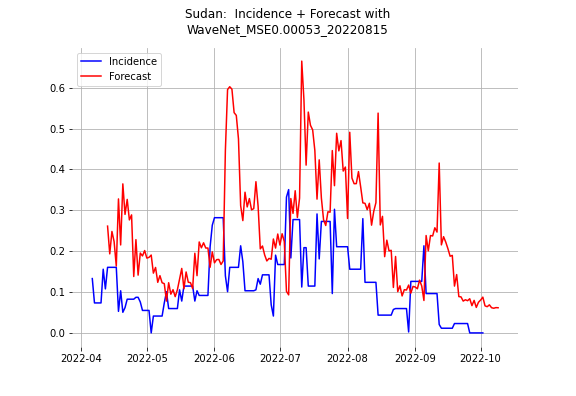 Sudan:  Incidence + Forecast with
WaveNet_MSE0.00053_20220815
Incidence
Forecast
0.6
0.5
0.4
0.3
0.2
0.1
0.0
2022-04 2022-05 2022-06 2022-07 2022-08 2022-09 2022-10